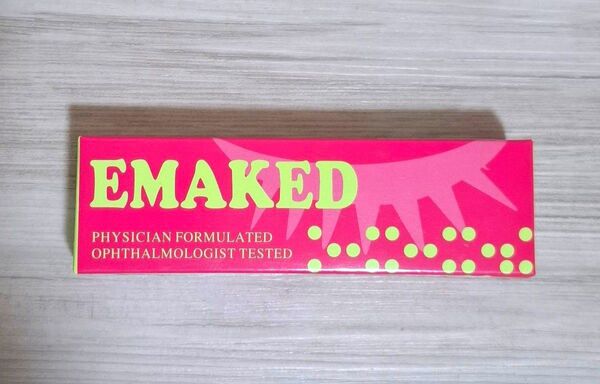 EMAKED
PHYSICIAN FORMULATED
OPHTHALMOLOGIST TESTED